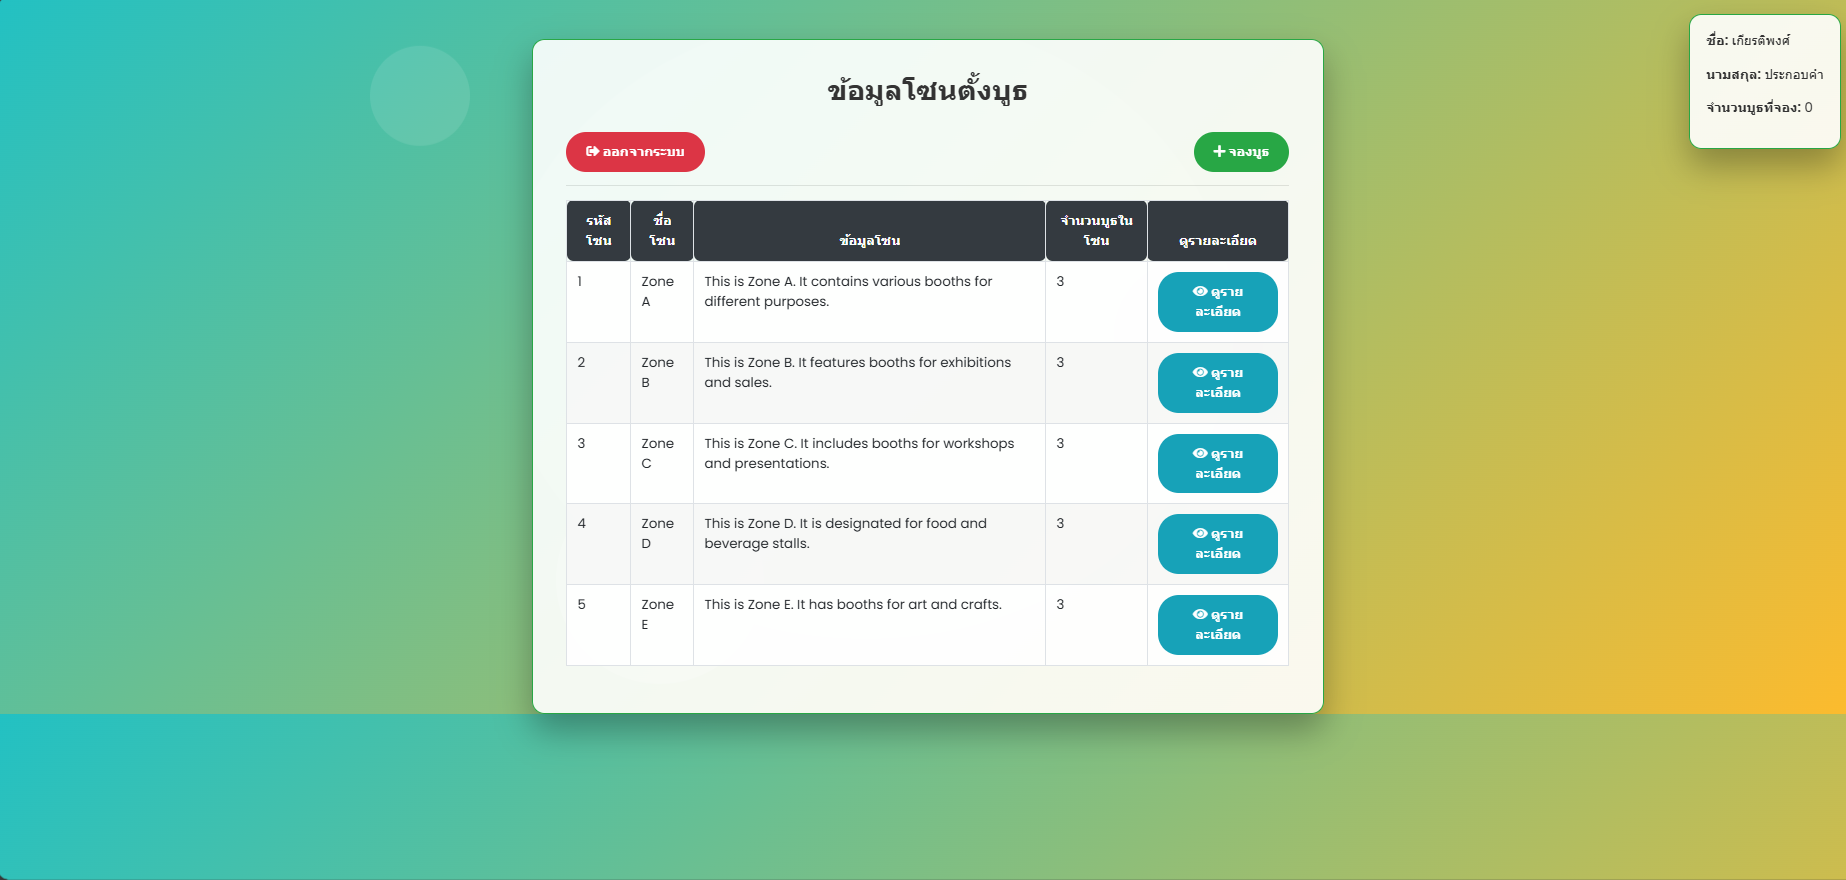 ชื่อ: เกียรติพงศ์
นามสกุล: ประกอบคำ
จำนวนบูธที่จอง: 0
ข้อมูลโซนตั้งบูธ
ออกจากระบบ
จองบูธ
รหัส
โซน
ชื่อ
โซน
ข้อมูลโซน
จำนวนบูธใน
โซน
ดูรายละเอียด
1
Zone
A
This is Zone A. It contains various booths for
different purposes.
3
ดูราย
ละเอียด
2
Zone
B
This is Zone B. It features booths for exhibitions
and sales.
3
ดูราย
ละเอียด
3
Zone
C
This is Zone C. It includes booths for workshops
and presentations.
3
ดูราย
ละเอียด
4
Zone
D
This is Zone D. It is designated for food and
beverage stalls.
3
ดูราย
ละเอียด
5
Zone
E
This is Zone E. It has booths for art and crafts.
3
ดูราย
ละเอียด